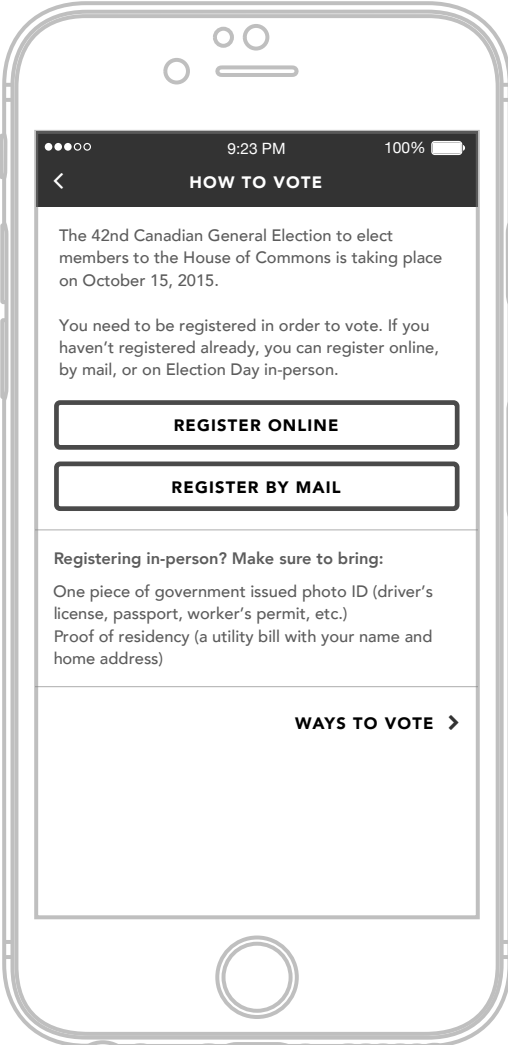 9:23 PM 100%
HOW TO VOTE
The 42nd Canadian General Election to elect
members to the House of Commons is taking place
on October 15, 2015.
You need to be registered in order to vote. If you
haven’t registered already, you can register online,
by mail, or on Election Day in-person.
REGISTER ONLINE
REGISTER BY MAIL
Registering in-person? Make sure to bring:
One piece of government issued photo ID (driver’s
license, passport, worker’s permit, etc.)
Proof of residency (a utility bill with your name and
home address)
WAYS TO VOTE